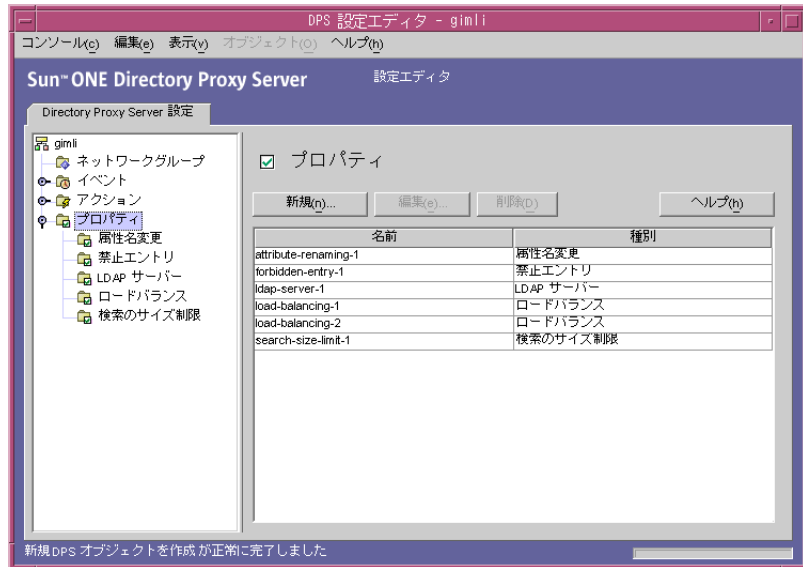 DPS 設定エディタ - gimli
コンソール(c) 編集(e) 表示(v) オブジェクト(O) ヘルプ(h)
Sun™ ONE Directory Proxy Server 設定エディタ
Directory Proxy Server 設定
gimli
ネットワークグループ
イベント
アクション
プロパティ
属性名変更
禁止エントリ
LDAP サーバー
ロードバランス
検索のサイズ制限
プロパティ
新規(n)... 編集(e)... 削除(D) ヘルプ(h)
名前 種別
attribute-renaming-1 属性名変更
forbidden-entry-1 禁止エントリ
ldap-server-1 LDAP サーバー
load-balancing-1 ロードバランス
load-balancing-2 ロードバランス
search-size-limit-1 検索のサイズ制限
新規DPS オブジェクトを作成 が正常に完了しました